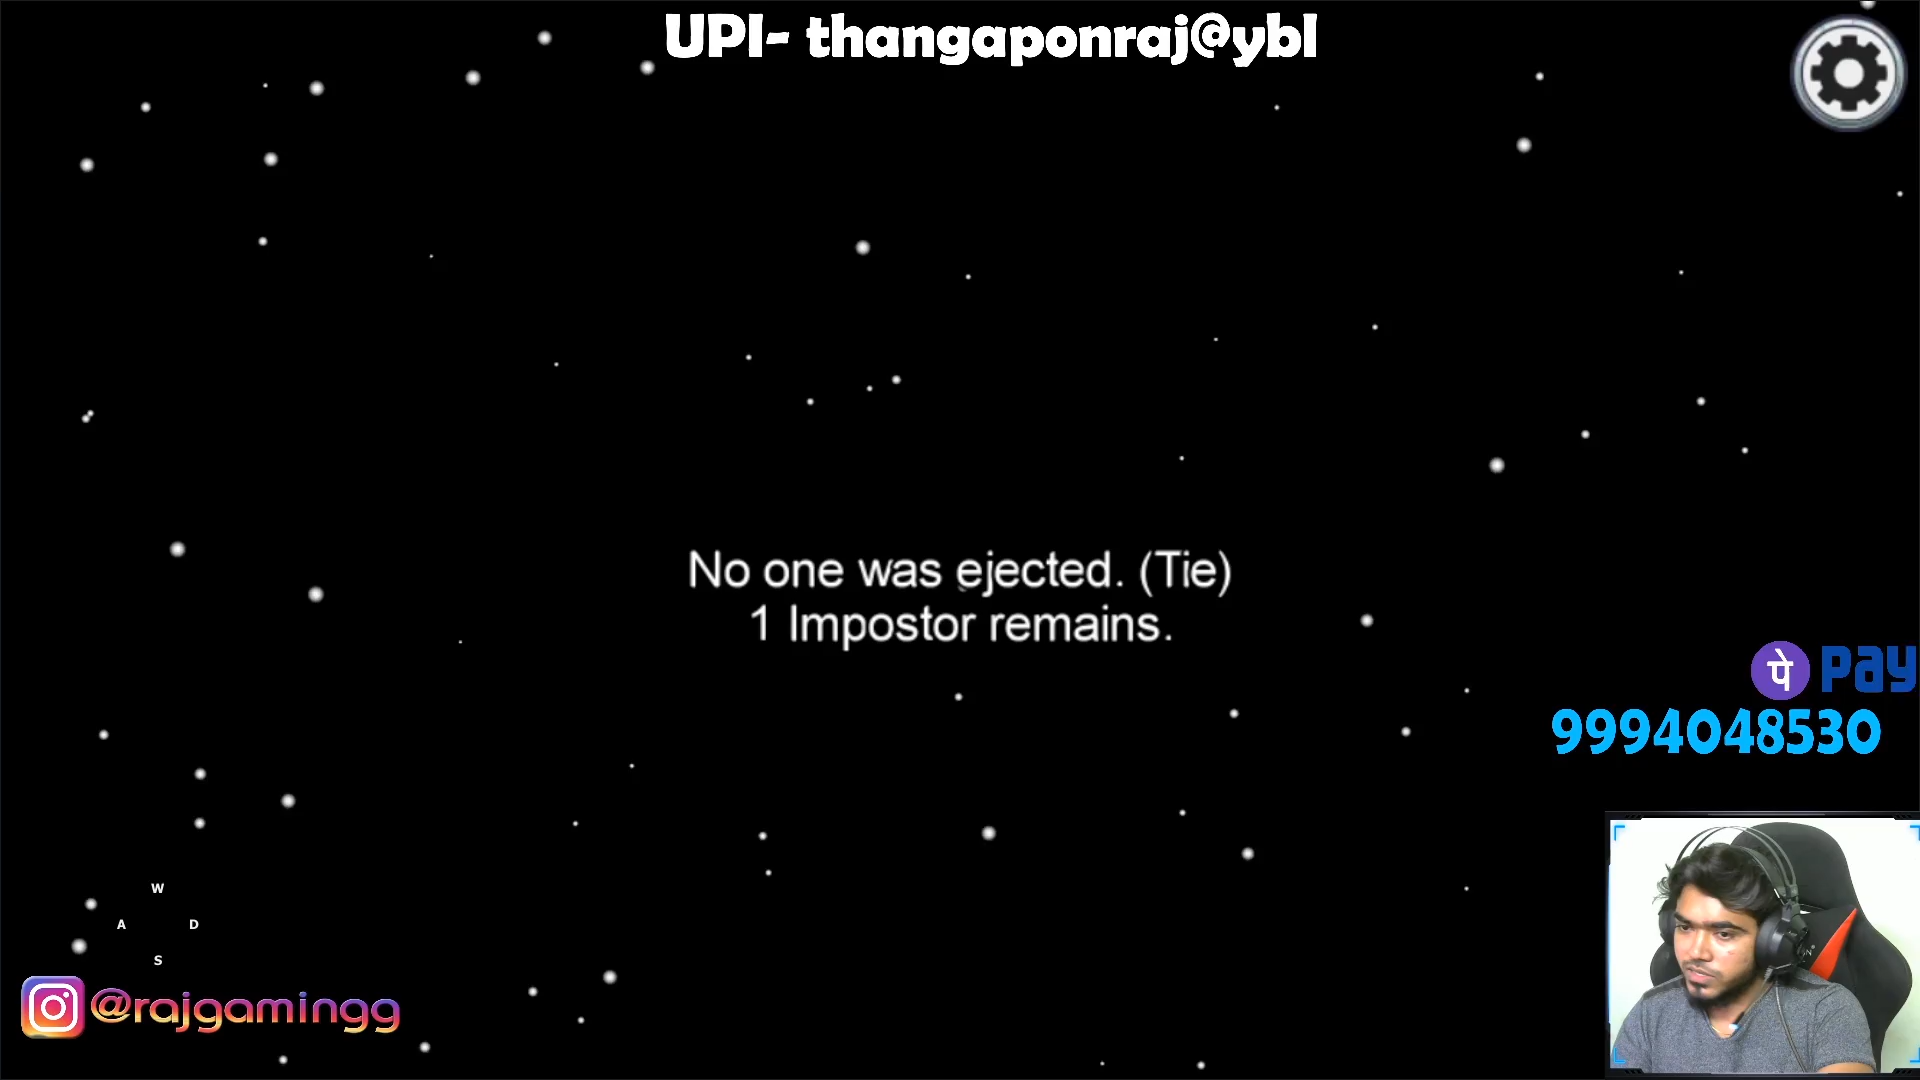 UPI- thangaponraj@ybl
No one was ejected. (Tie)
1 Impostor remains.
पे Pay
9994048530
W
A D
S
@rajgamingg